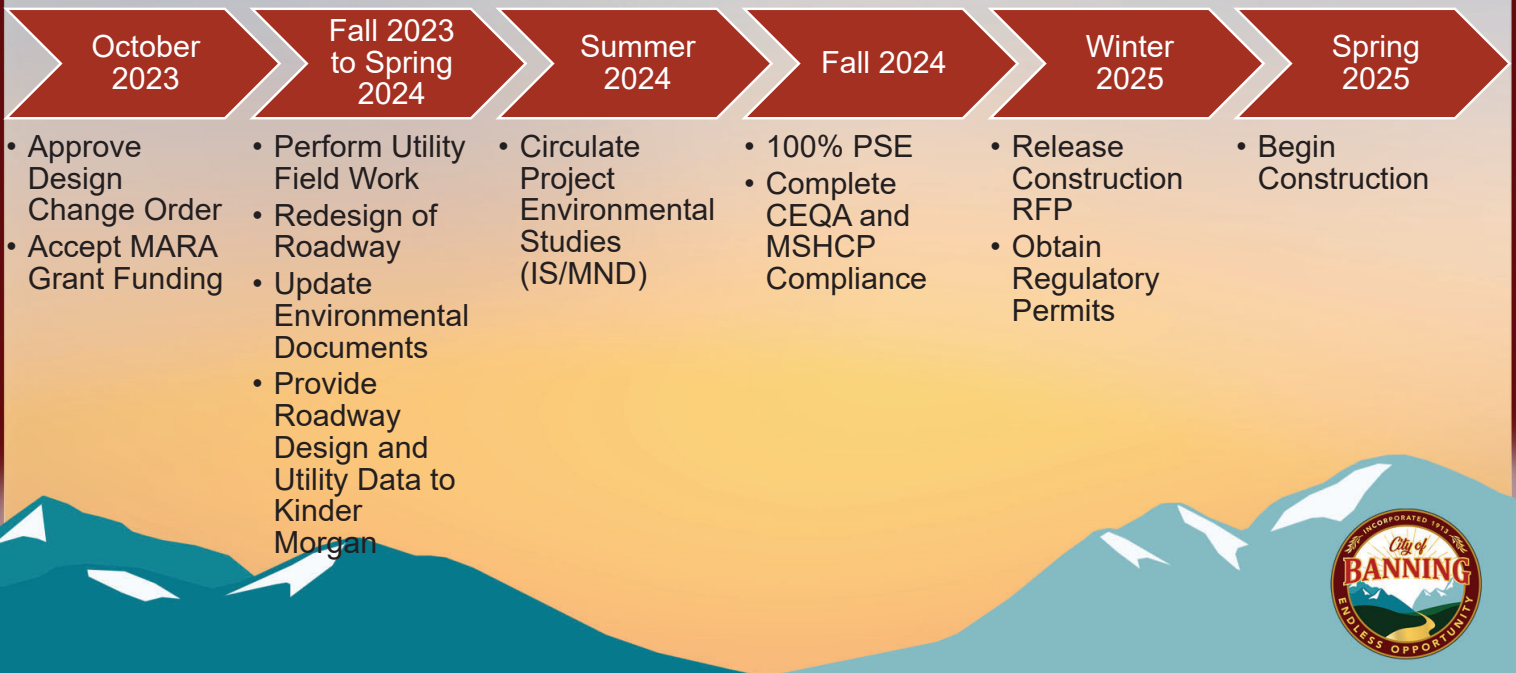 October
2023
Fall 2023
to Spring
2024
Summer
2024
Fall 2024
Winter
2025
Spring
2025
• Approve
Design
Change Order
• Accept MARA
Grant Funding
• Perform Utility
Field Work
• Redesign of
Roadway
• Update
Environmental
Documents
• Provide
Roadway
Design and
Utility Data to
Kinder
Morgan
• Circulate
Project
Environmental
Studies
(IS/MND)
• 100% PSE
• Complete
CEQA and
MSHCP
Compliance
• Release
Construction
RFP
• Obtain
Regulatory
Permits
• Begin
Construction
INCORPORATED 1913
City of
BANNING
ENDLESS OPPORTUNITY